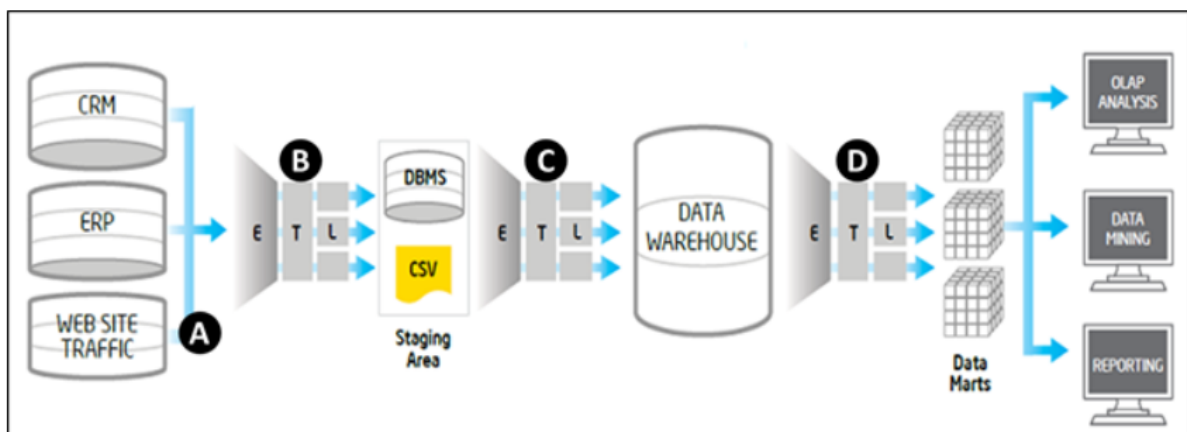 CRM
ERP
WEB SITE
TRAFFIC
A
B
E T L
DBMS
CSV
Staging
Area
C
E T L
DATA
WAREHOUSE
D
E T L
Data
Marts
OLAP
ANALYSIS
DATA
MINING
REPORTING